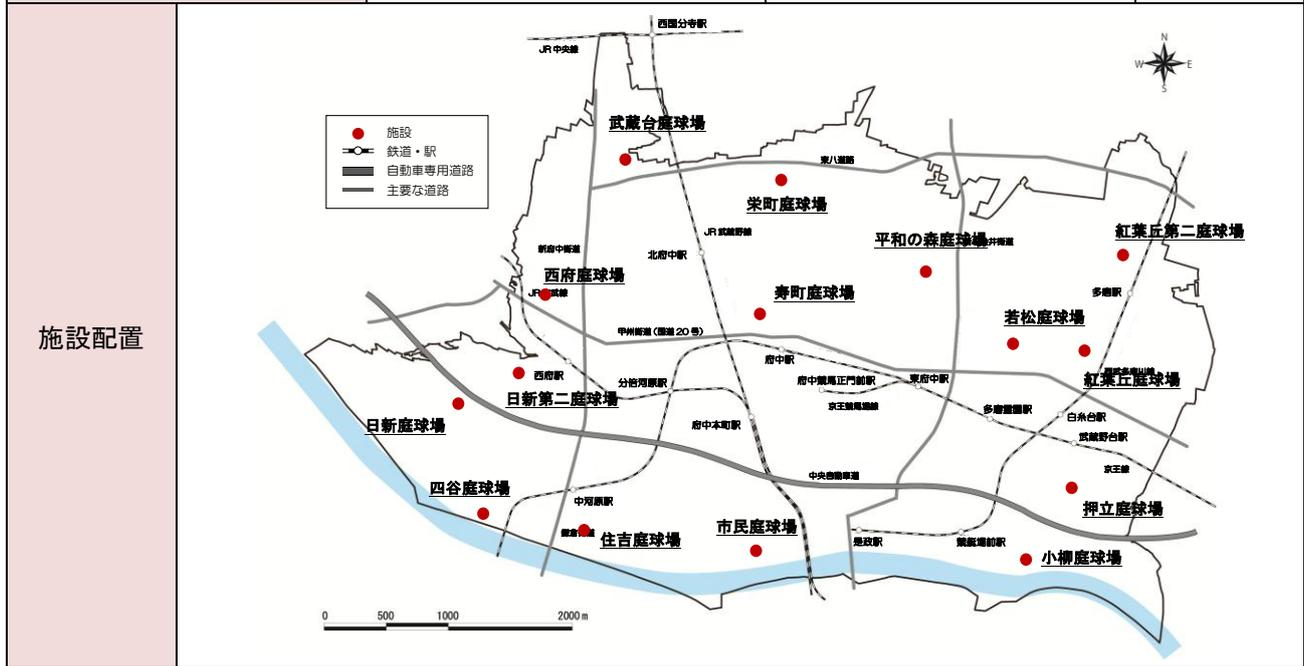 施設配置
西国分寺駅
JR中央線
N
W
E
S
武蔵台庭球場
施設
鉄道・駅
自動車専用道路
主要な道路
東八道路
栄町庭球場
JR武蔵野線
平和の森庭球場
紅葉丘第二庭球場
新府中街道
北府中駅
西府庭球場
寿町庭球場
多磨駅
若松庭球場
甲州街道（国道20号）
府中駅
西府駅
分倍河原駅
府中競馬正門前駅
東府中駅
紅葉丘庭球場
日新第二庭球場
京王競馬場線
多磨霊園駅
白糸台駅
日新庭球場
府中本町駅
武蔵野台駅
京王線
中央自動車道
四谷庭球場
中河原駅
押立庭球場
住吉庭球場
市民庭球場
是政駅
競艇場前駅
小柳庭球場
0
500
1000
2000m